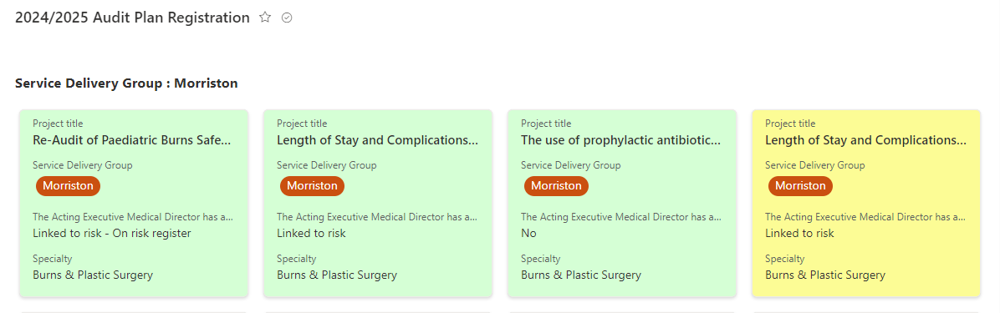 2024/2025 Audit Plan Registration
Service Delivery Group : Morriston
Project title
Re-Audit of Paediatric Burns Safe...
Service Delivery Group
Morriston
The Acting Executive Medical Director has a...
Linked to risk - On risk register
Specialty
Burns & Plastic Surgery
Project title
Length of Stay and Complications...
Service Delivery Group
Morriston
The Acting Executive Medical Director has a...
Linked to risk
Specialty
Burns & Plastic Surgery
Project title
The use of prophylactic antibiotic...
Service Delivery Group
Morriston
The Acting Executive Medical Director has a...
No
Specialty
Burns & Plastic Surgery
Project title
Length of Stay and Complications...
Service Delivery Group
Morriston
The Acting Executive Medical Director has a...
Linked to risk
Specialty
Burns & Plastic Surgery